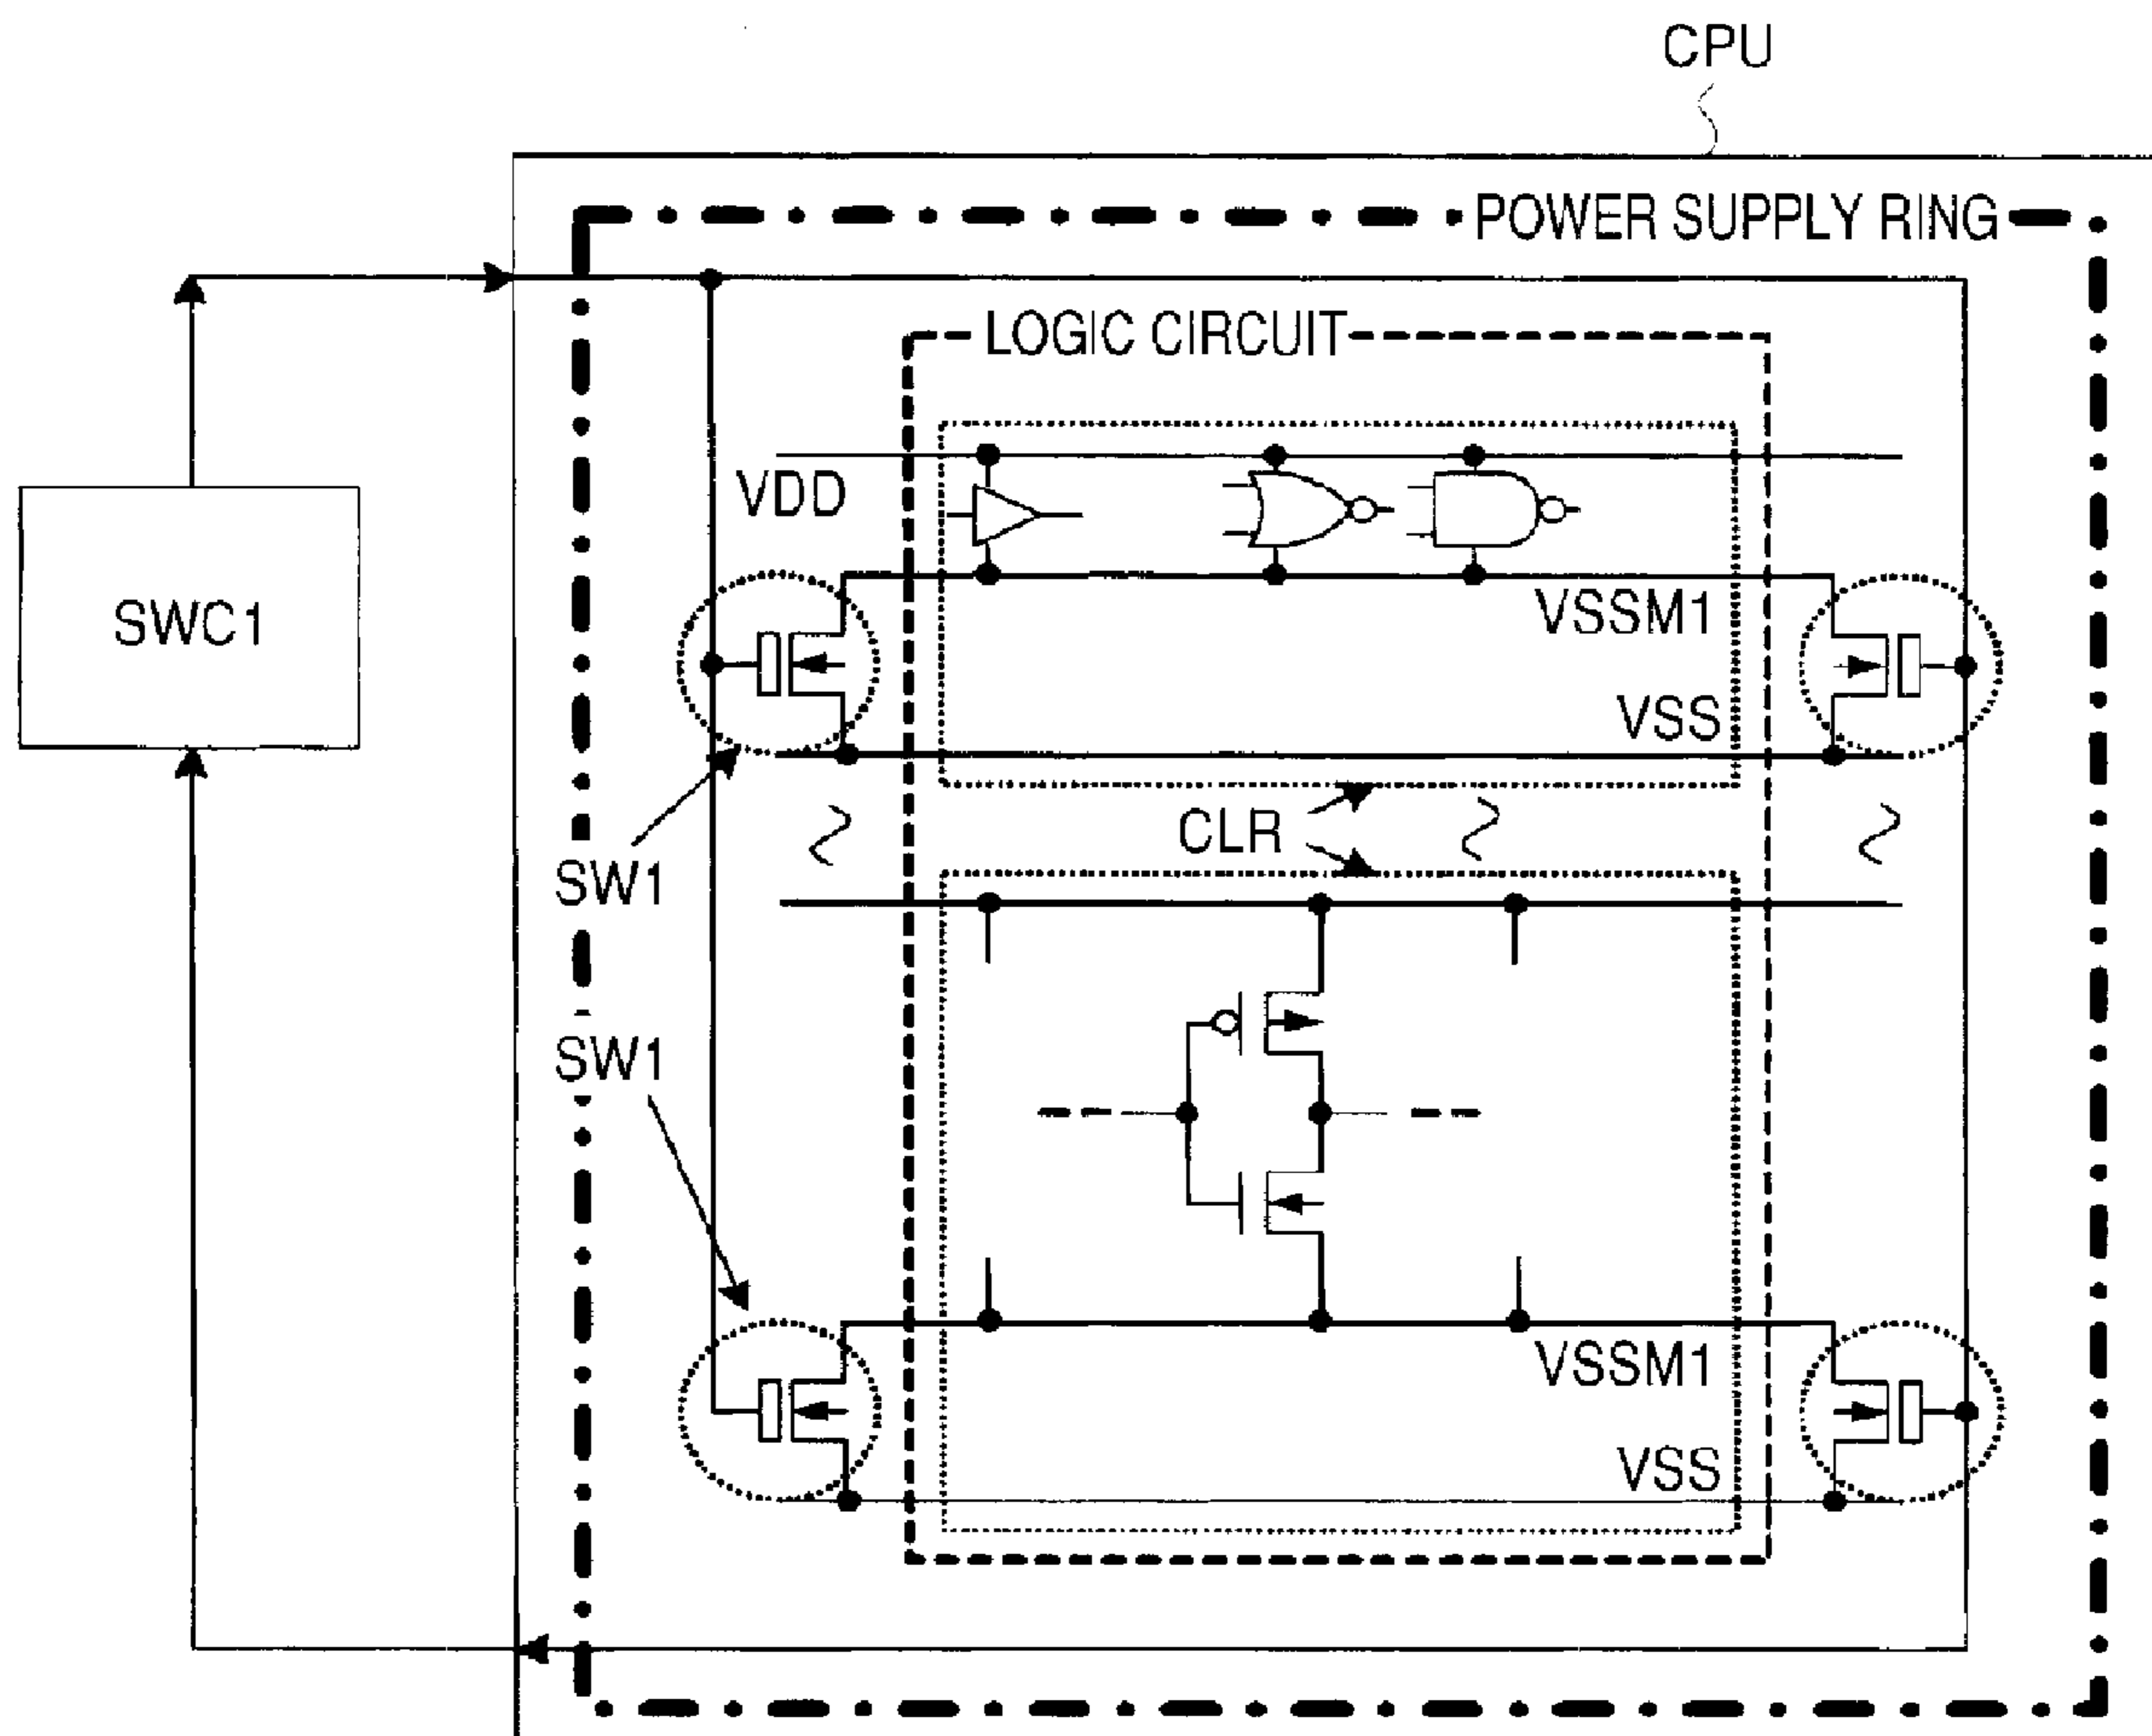 CPU
POWER SUPPLY RING
LOGIC CIRCUIT
VDD
SWC1
VSSM1
VSS
CLR
SW1
SW1
VSSM1
VSS